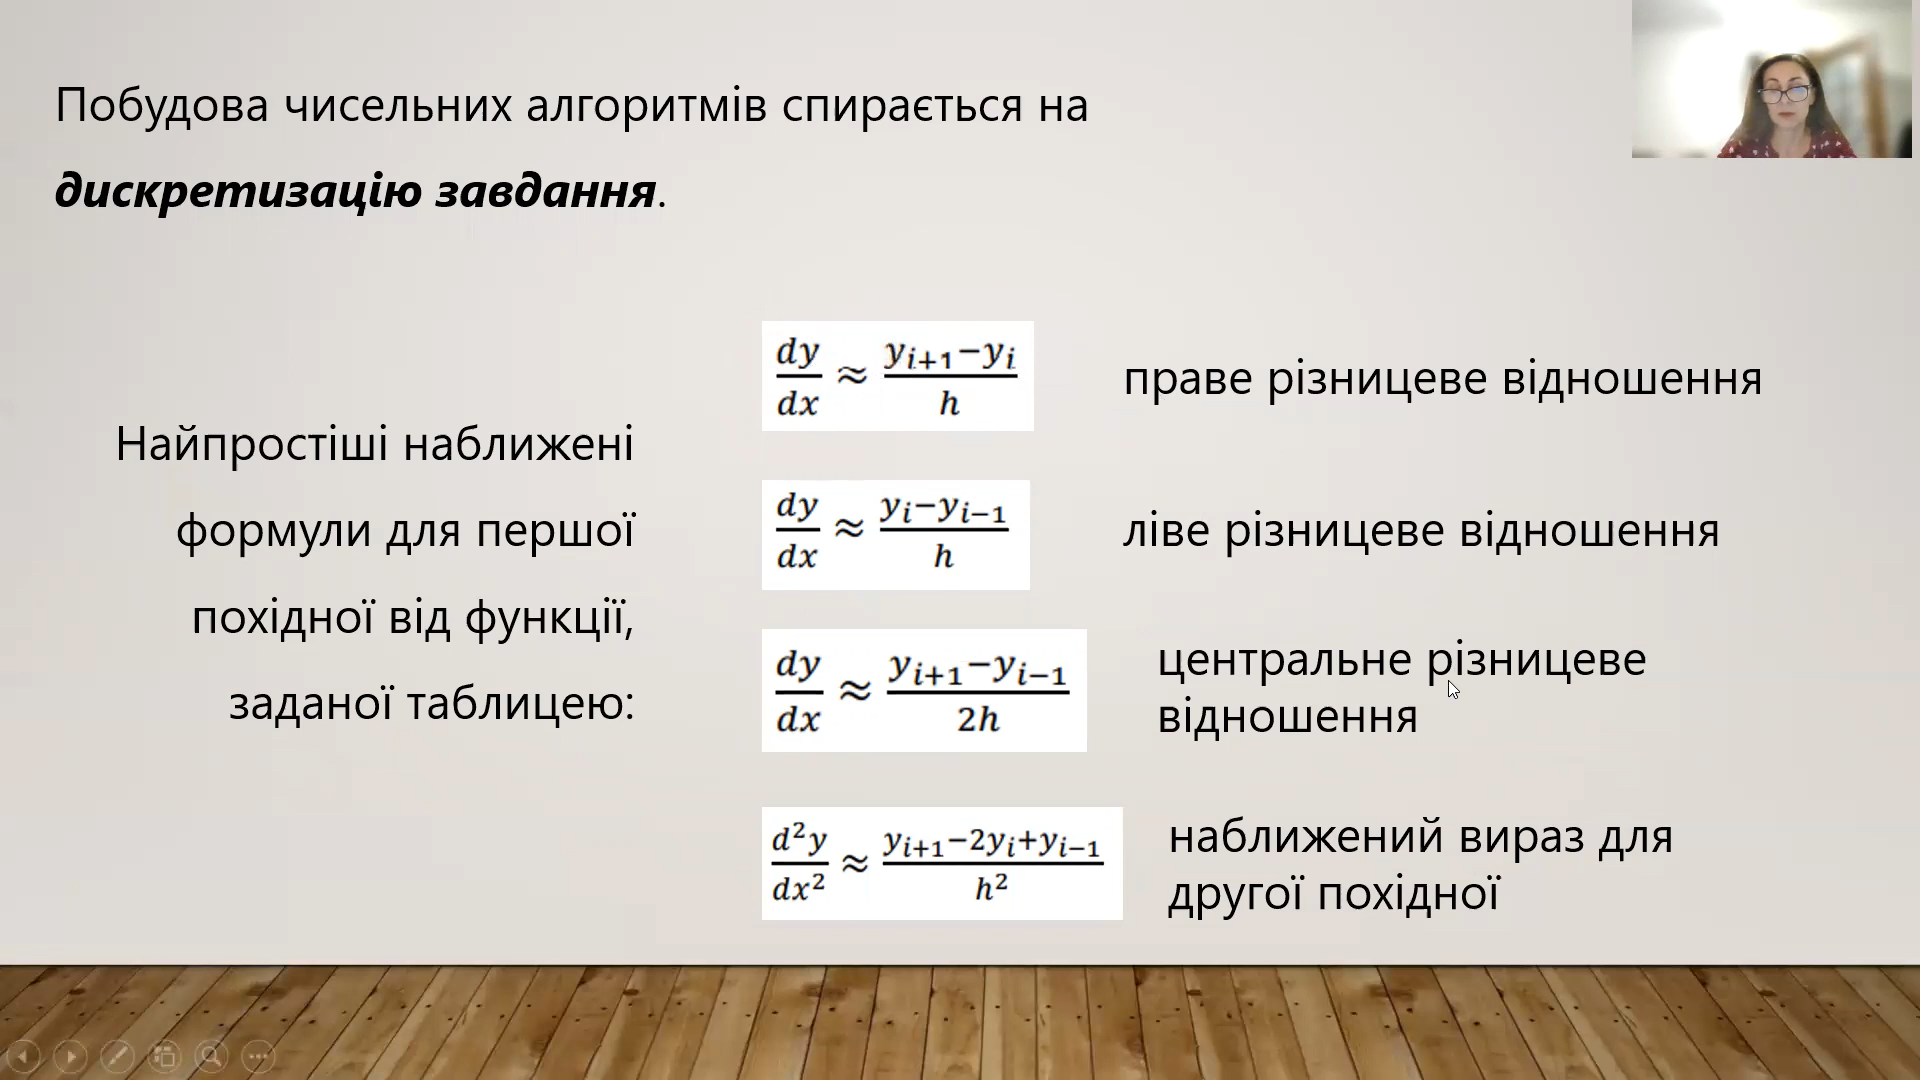 Побудова чисельних алгоритмів спирається на
дискретизацію завдання.
Найпростіші наближені
формули для першої
похідної від функції,
заданої таблицею:
dy/dx ≈ (y_{i+1}−y_i)/h
праве різницеве відношення
dy/dx ≈ (y_i−y_{i−1})/h
ліве різницеве відношення
dy/dx ≈ (y_{i+1}−y_{i−1})/2h
центральне різницеве
відношення
d²y/dx² ≈ (y_{i+1}−2y_i+y_{i−1})/h²
наближений вираз для
другої похідної